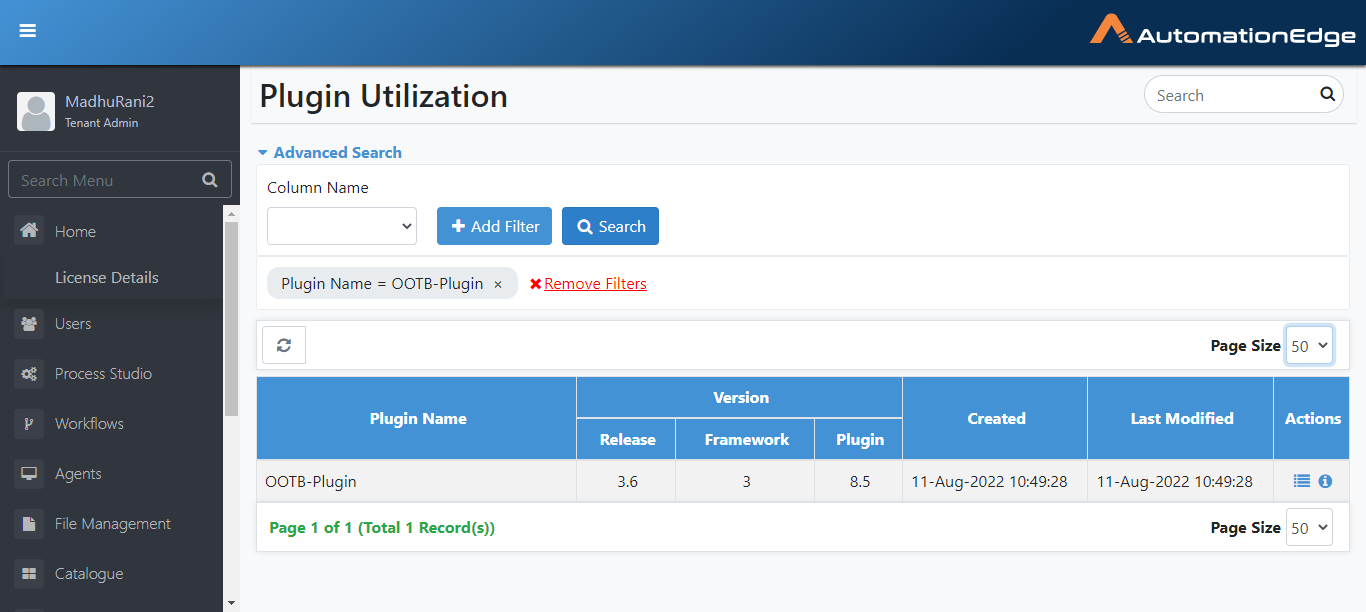 AutomationEdge
MadhuRani2
Tenant Admin
Search Menu
Home
License Details
Users
Process Studio
Workflows
Agents
File Management
Catalogue
Plugin Utilization
Search
Advanced Search
Column Name
Add Filter
Search
Plugin Name = OOTB-Plugin ×
Remove Filters
Page Size 50
Plugin Name
Version
Release Framework Plugin
Created
Last Modified
Actions
OOTB-Plugin 3.6 3 8.5 11-Aug-2022 10:49:28 11-Aug-2022 10:49:28
Page 1 of 1 (Total 1 Record(s))
Page Size 50